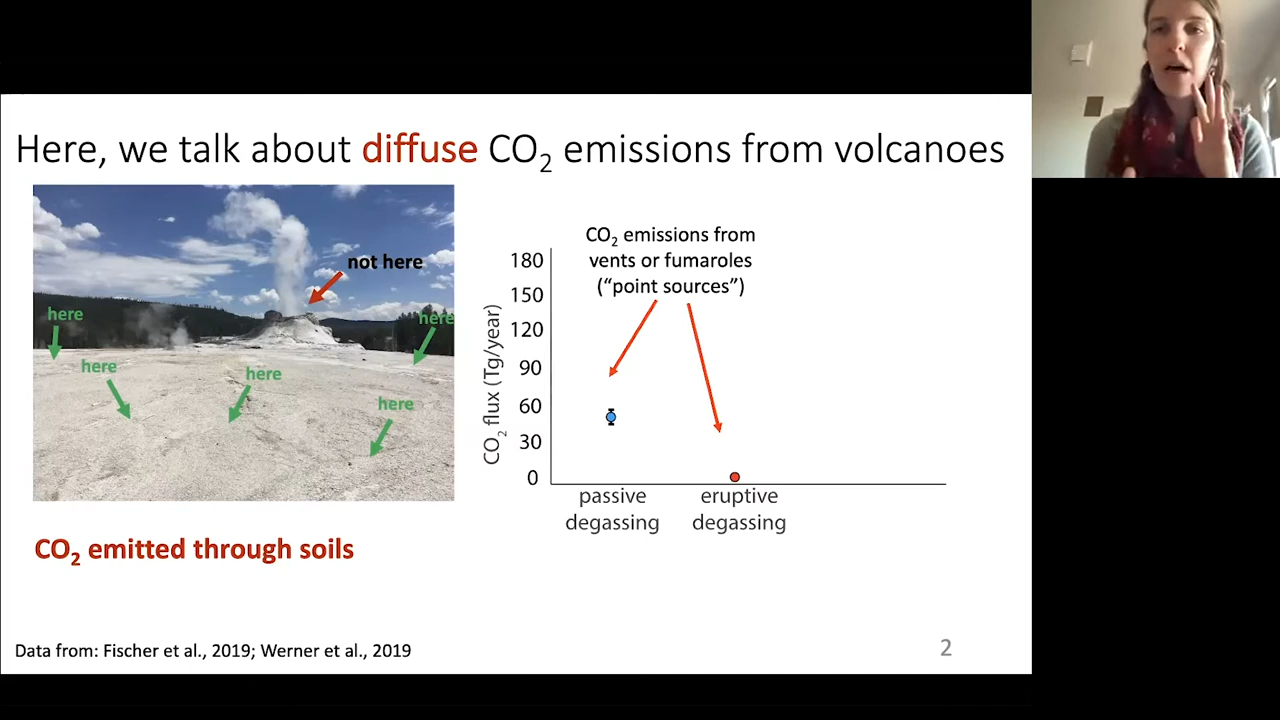 Here, we talk about diffuse CO₂ emissions from volcanoes
not here
here
here
here
here
here
CO₂ emitted through soils
CO₂ emissions from
vents or fumaroles
(“point sources”)
CO₂ flux (Tg/year)
180
150
120
90
60
30
0
passive
degassing
eruptive
degassing
Data from: Fischer et al., 2019; Werner et al., 2019
2